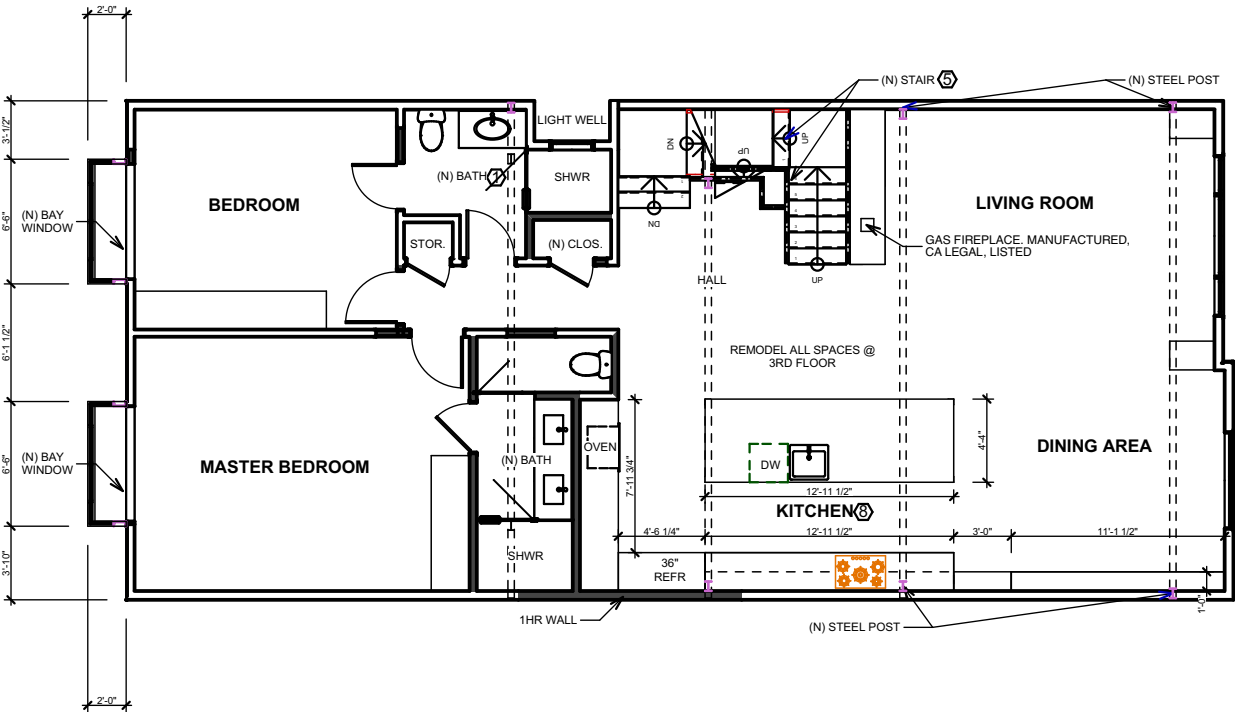 2'-0"
(N) STAIR 5
(N) STEEL POST
3'-1/2"
LIGHT WELL
DN
UP
UP
(N) BATH 1
SHWR
6'-6"
BEDROOM
(N) BAY
WINDOW
LIVING ROOM
DN
STOR.
(N) CLOS.
GAS FIREPLACE. MANUFACTURED,
CA LEGAL, LISTED
HALL
UP
6'-1 1/2"
REMODEL ALL SPACES @
3RD FLOOR
OVEN
4'-4"
DINING AREA
(N) BAY
WINDOW
6'-6"
MASTER BEDROOM
(N) BATH
DW
7'-11 3/4"
12'-11 1/2"
KITCHEN 8
4'-6 1/4"
12'-11 1/2"
3'-0"
11'-1 1/2"
SHWR
36"
REFR
3'-10"
1'-0"
1HR WALL
(N) STEEL POST
2'-0"